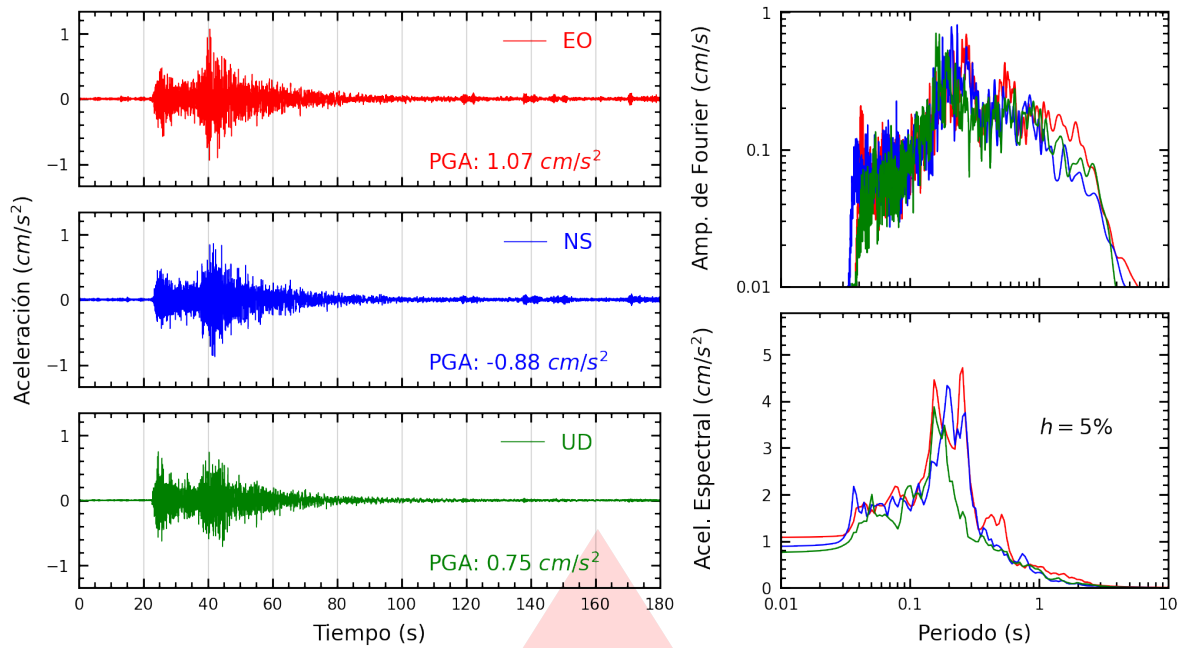 Aceleración (cm/s²)
1
0
−1
EO
PGA: 1.07 cm/s²
1
0
−1
NS
PGA: -0.88 cm/s²
1
0
−1
UD
PGA: 0.75 cm/s²
0 20 40 60 80 100 120 140 160 180
Tiempo (s)
Amp. de Fourier (cm/s)
1
0.1
0.01
Acel. Espectral (cm/s²)
5
4
3
2
1
0
h = 5%
0.01 0.1 1 10
Periodo (s)